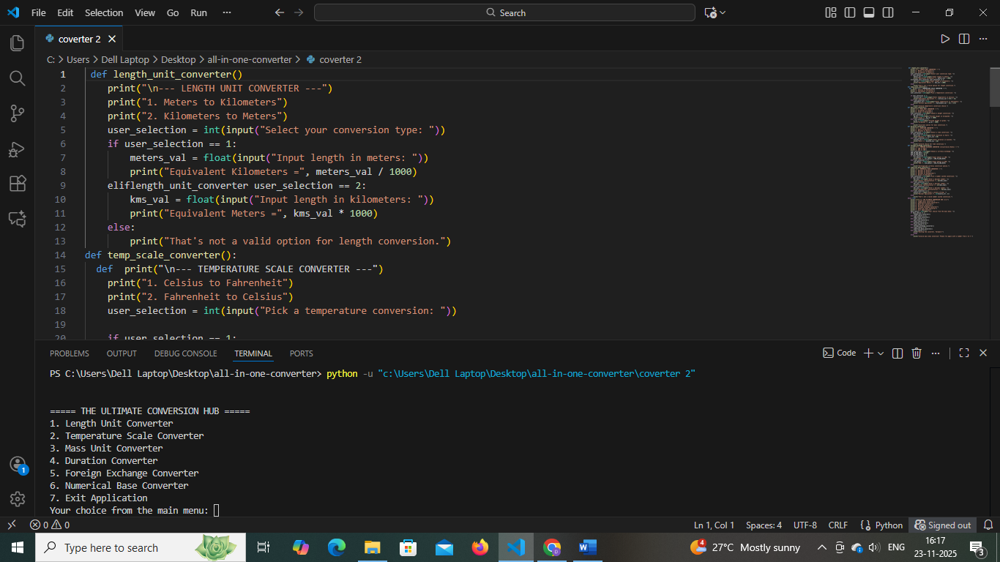 File Edit Selection View Go Run ··· Search
coverter 2
C: > Users > Dell Laptop > Desktop > all-in-one-converter > coverter 2
1 def length_unit_converter()
2 print("\n--- LENGTH UNIT CONVERTER ---")
3 print("1. Meters to Kilometers")
4 print("2. Kilometers to Meters")
5 user_selection = int(input("Select your conversion type: "))
6 if user_selection == 1:
7 meters_val = float(input("Input length in meters: "))
8 print("Equivalent Kilometers =", meters_val / 1000)
9 eliflength_unit_converter user_selection == 2:
10 kms_val = float(input("Input length in kilometers: "))
11 print("Equivalent Meters =", kms_val * 1000)
12 else:
13 print("That's not a valid option for length conversion.")
14 def temp_scale_converter():
15 def print("\n--- TEMPERATURE SCALE CONVERTER ---")
16 print("1. Celsius to Fahrenheit")
17 print("2. Fahrenheit to Celsius")
18 user_selection = int(input("Pick a temperature conversion: "))
19
20 if user_selection == 1:
PROBLEMS OUTPUT DEBUG CONSOLE TERMINAL PORTS Code
PS C:\Users\Dell Laptop\Desktop\all-in-one-converter> python -u "c:\Users\Dell Laptop\Desktop\all-in-one-converter\coverter 2"
===== THE ULTIMATE CONVERSION HUB =====
1. Length Unit Converter
2. Temperature Scale Converter
3. Mass Unit Converter
4. Duration Converter
5. Foreign Exchange Converter
6. Numerical Base Converter
7. Exit Application
Your choice from the main menu:
1
0 0 Ln 1, Col 1 Spaces: 4 UTF-8 CRLF {} Python Signed out
Type here to search 4 27°C Mostly sunny ENG 16:17
23-11-2025 3